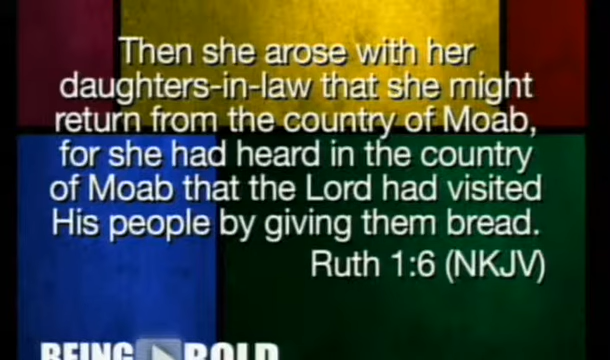 Then she arose with her
daughters-in-law that she might
return from the country of Moab,
for she had heard in the country
of Moab that the Lord had visited
His people by giving them bread.
Ruth 1:6 (NKJV)
BEING BOLD